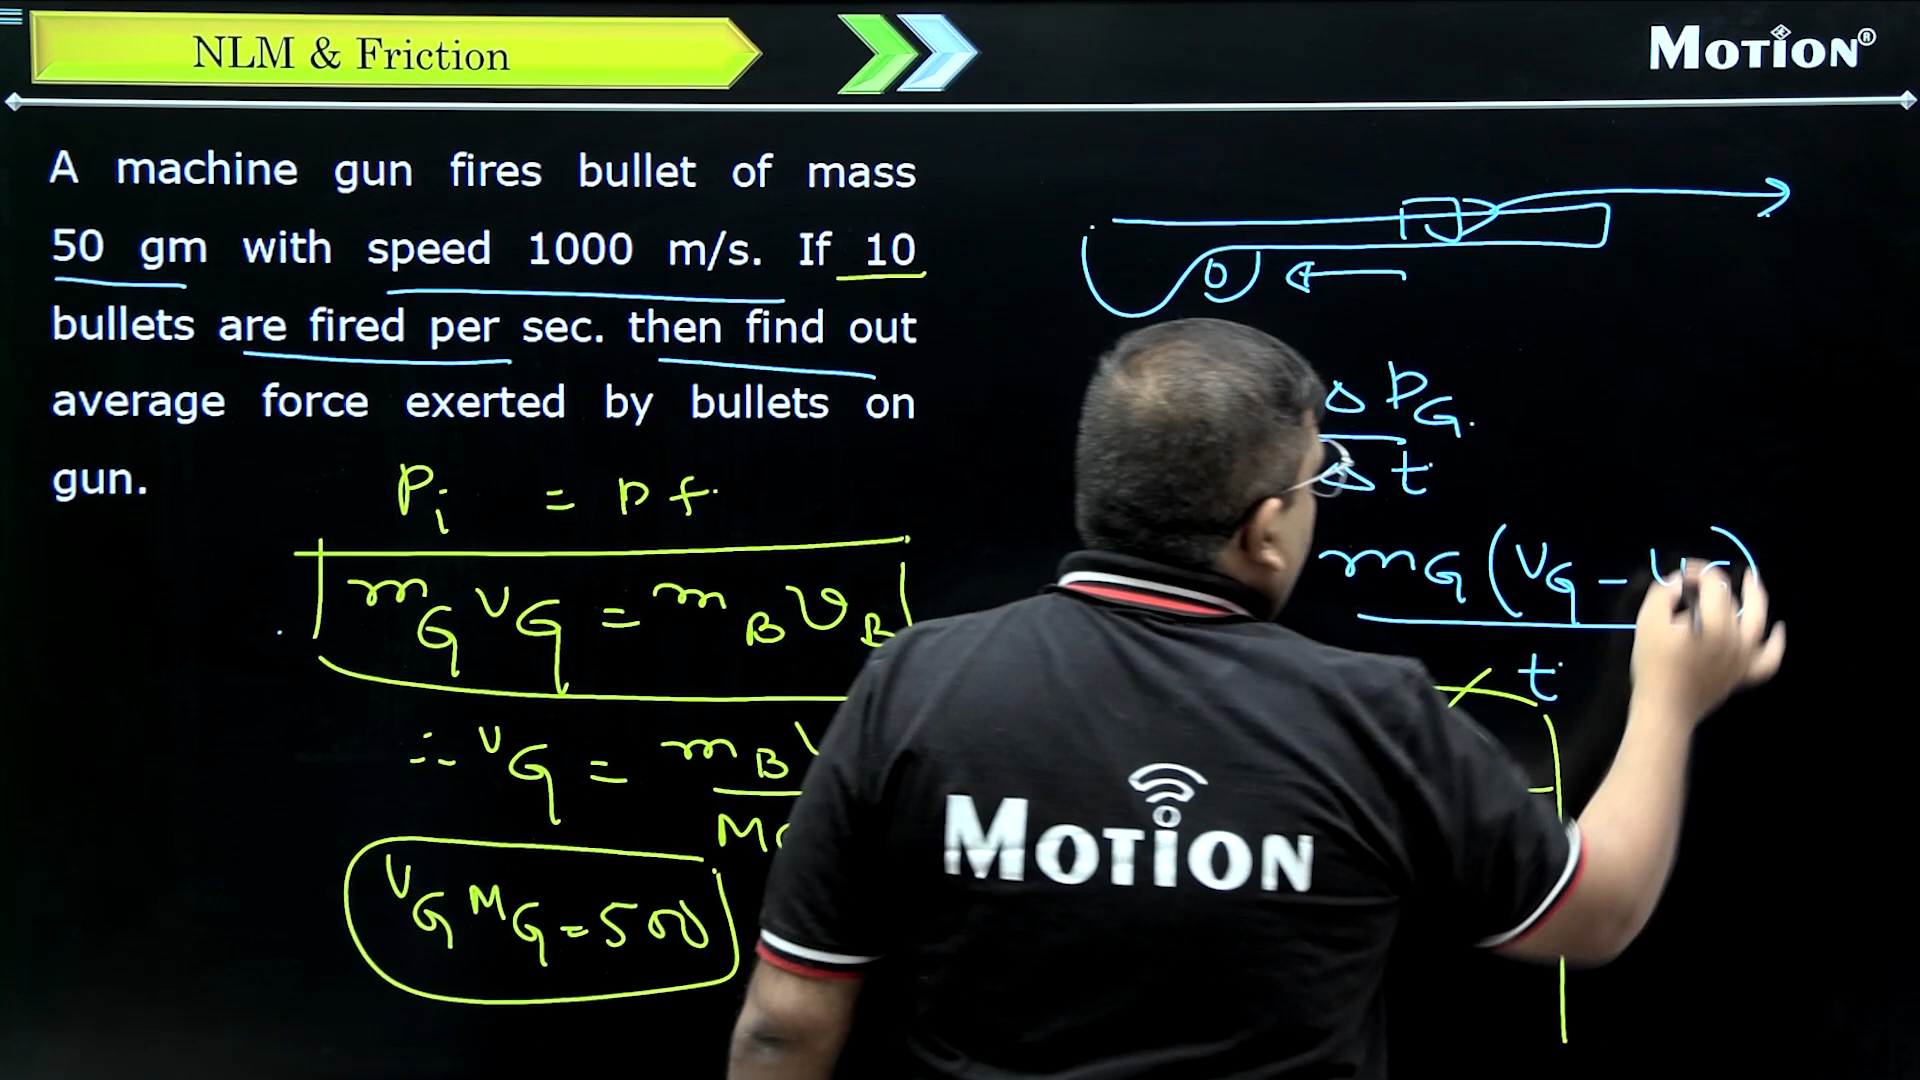 NLM & Friction
MOTION®
A machine gun fires bullet of mass
50 gm with speed 1000 m/s. If 10
bullets are fired per sec. then find out
average force exerted by bullets on
gun.
Pi = Pf.
mG vG = mB vB
∴ vG = mB
vG MG = 500
Δ PG.
Δ t
mG (vG –
t
MOTION